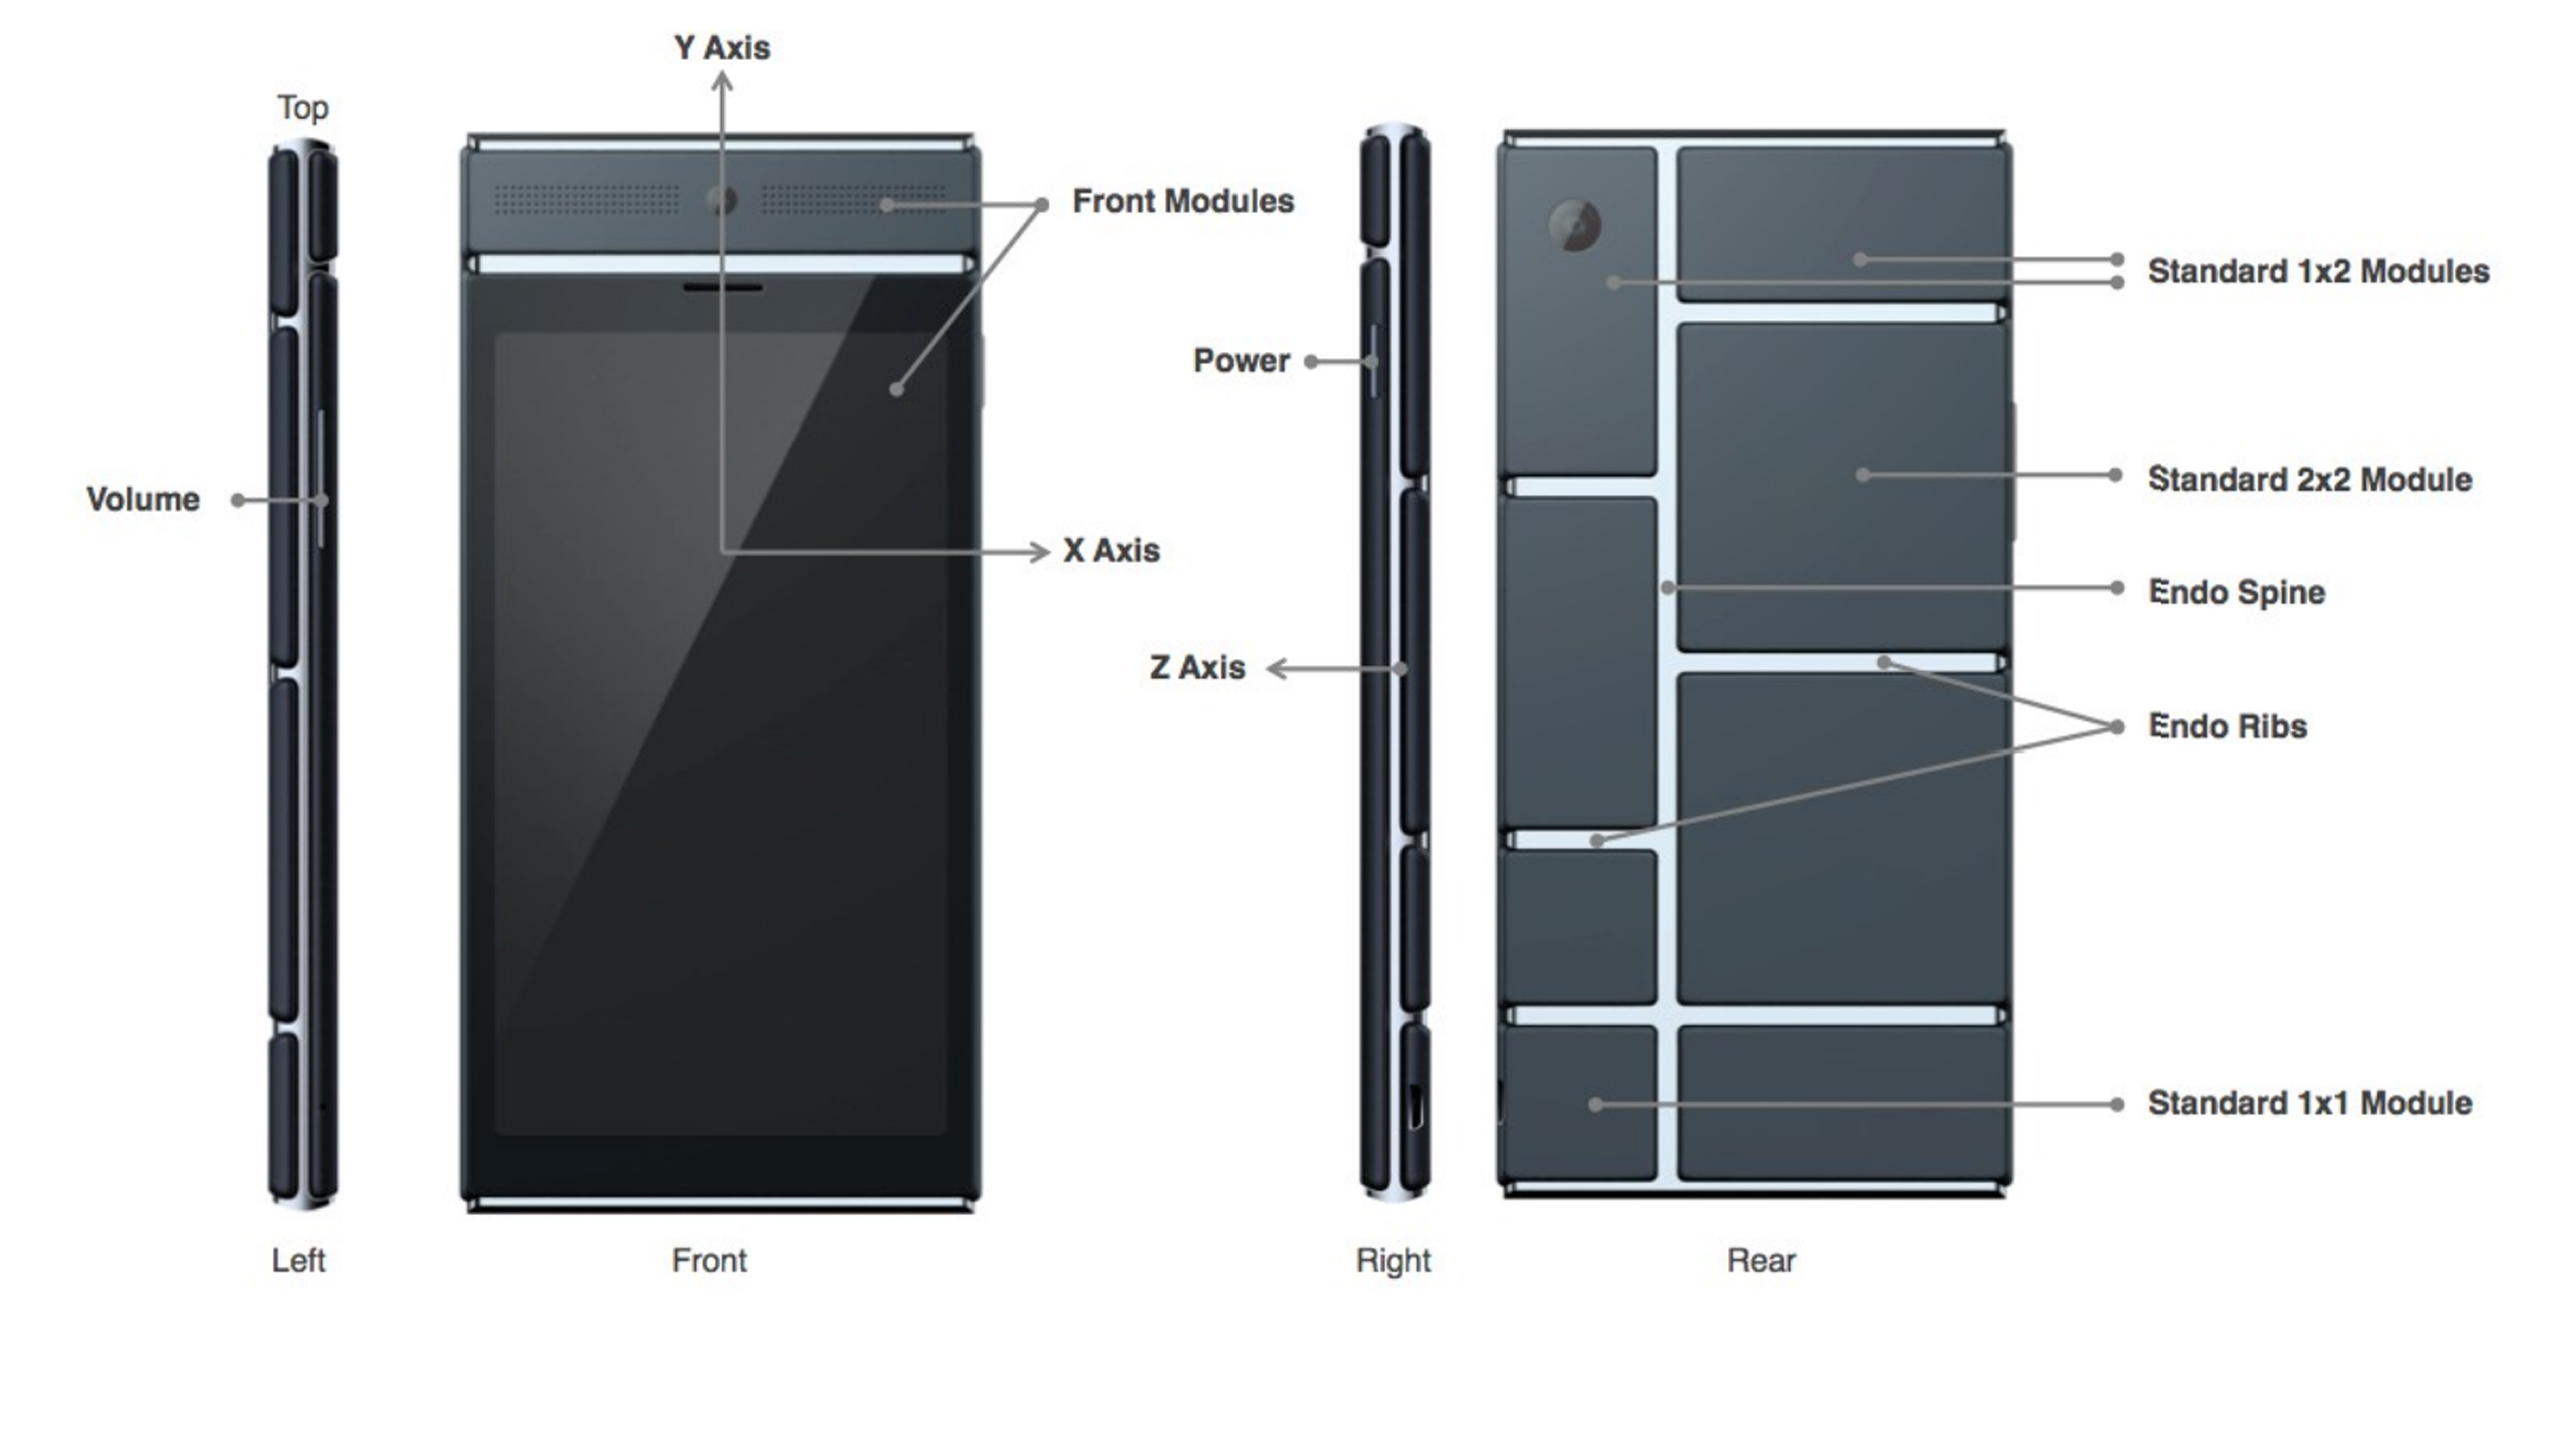 Y Axis
Top
Front Modules
Standard 1x2 Modules
Power
Standard 2x2 Module
Volume
X Axis
Endo Spine
Z Axis
Endo Ribs
Standard 1x1 Module
Left
Front
Right
Rear